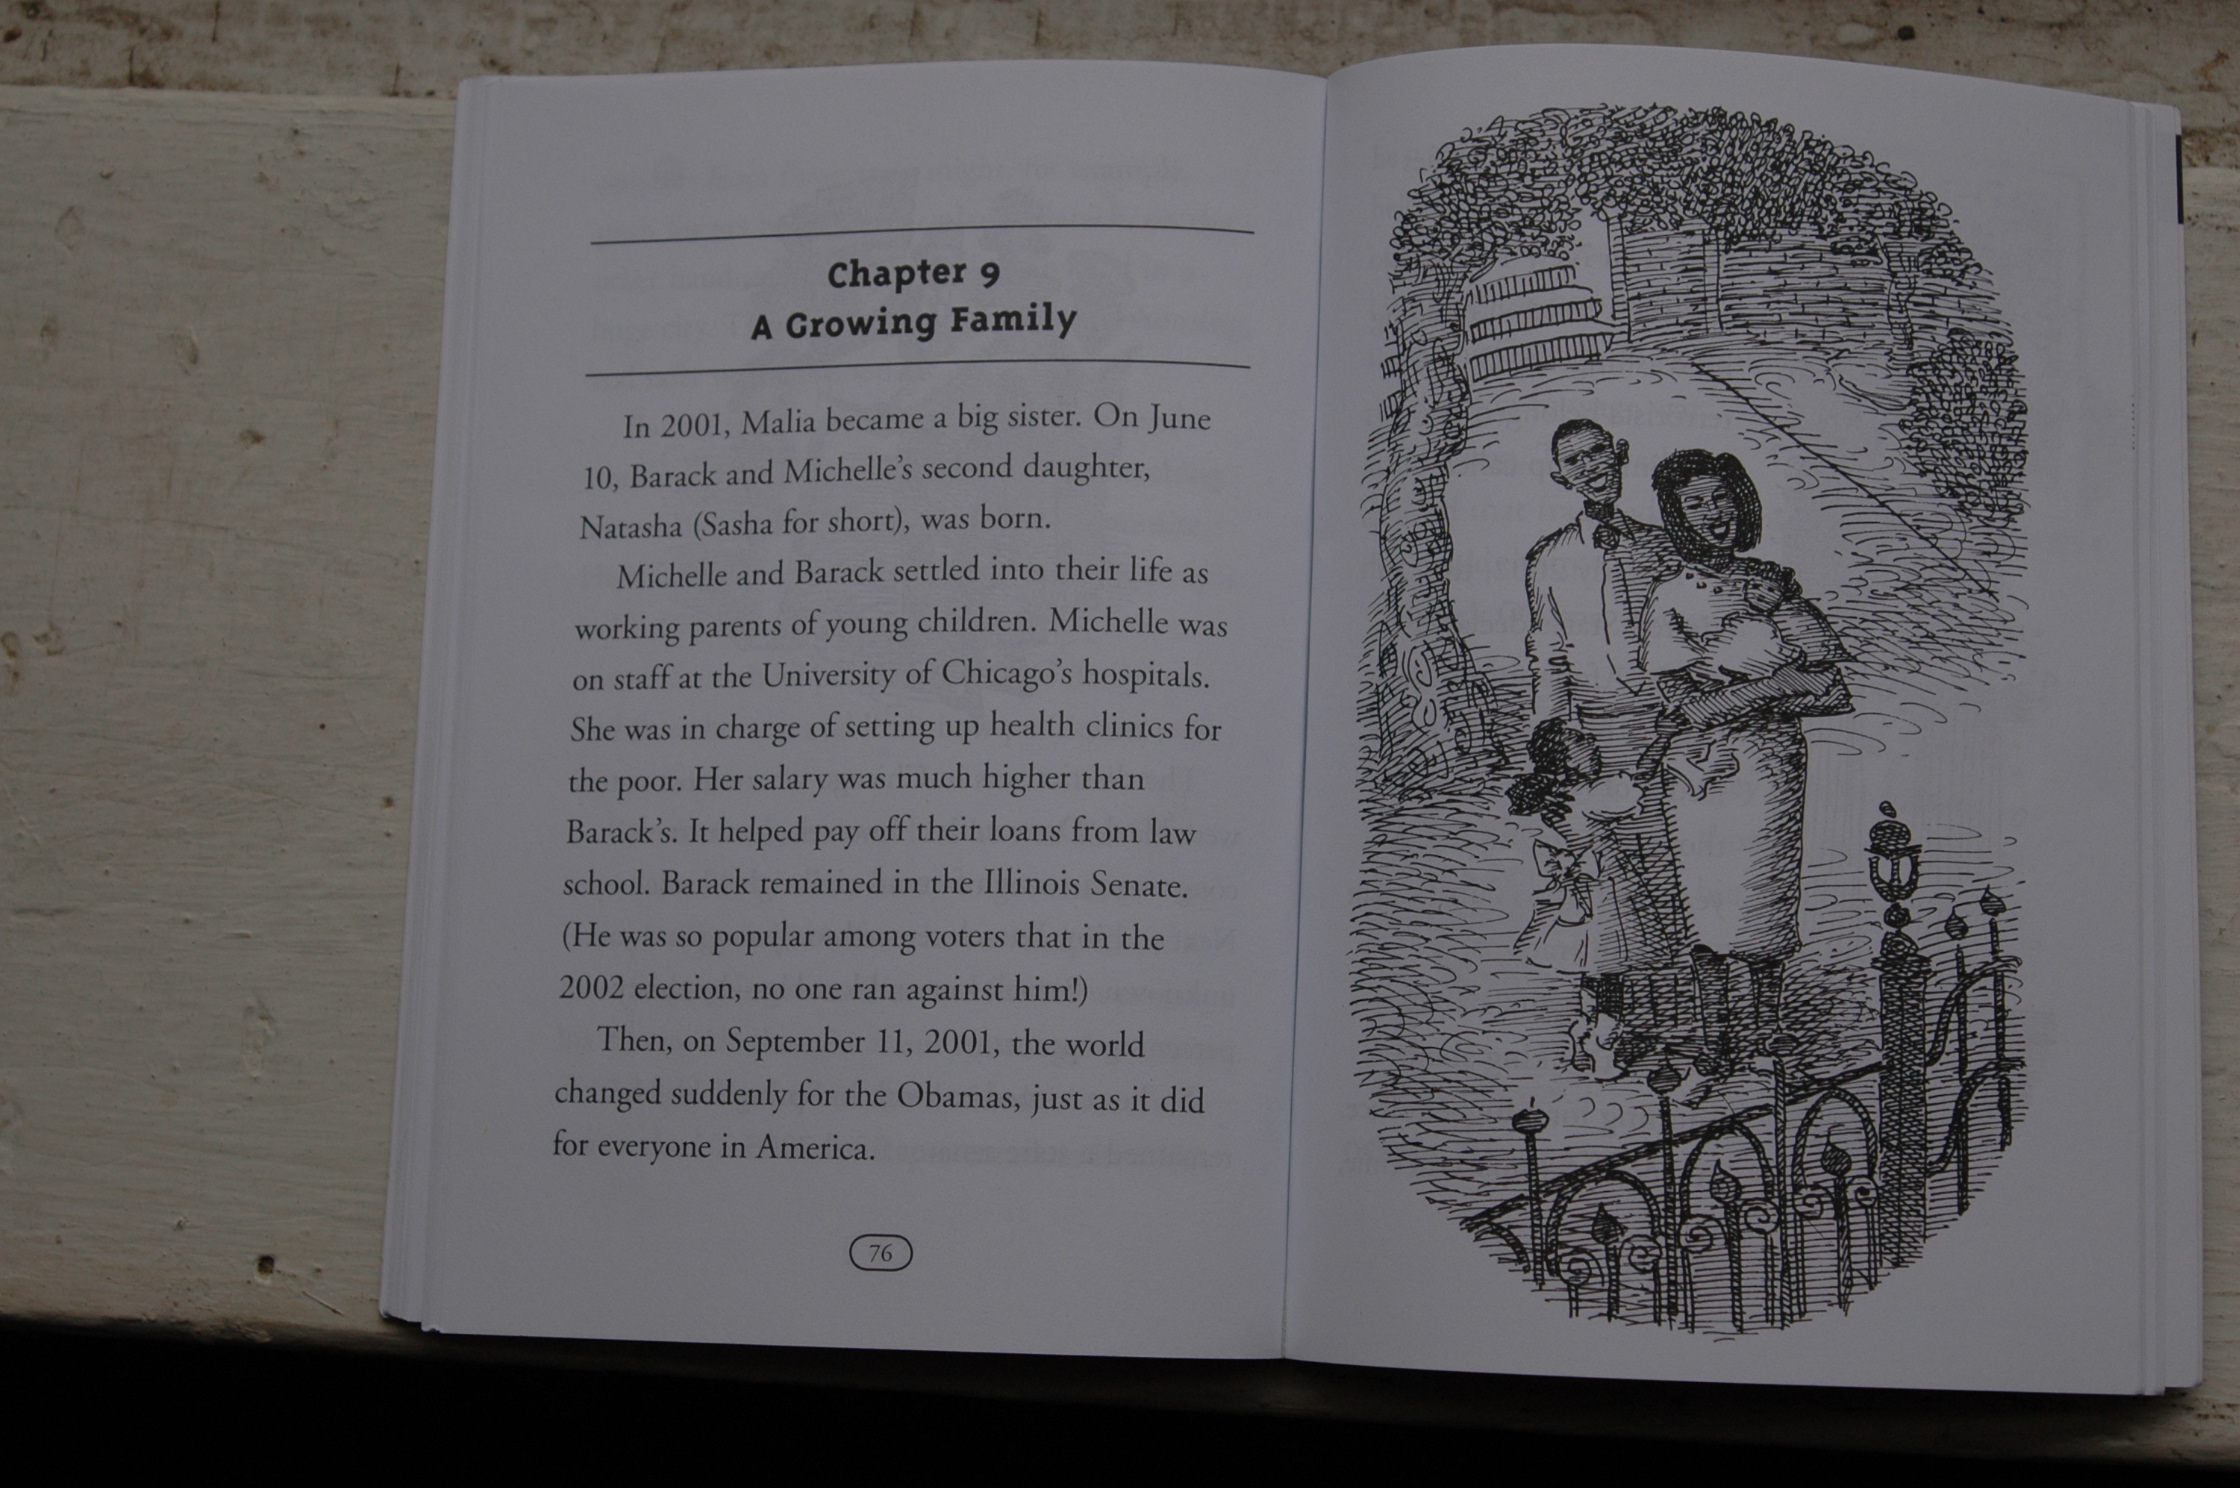 Chapter 9
A Growing Family
In 2001, Malia became a big sister. On June
10, Barack and Michelle’s second daughter,
Natasha (Sasha for short), was born.
Michelle and Barack settled into their life as
working parents of young children. Michelle was
on staff at the University of Chicago’s hospitals.
She was in charge of setting up health clinics for
the poor. Her salary was much higher than
Barack’s. It helped pay off their loans from law
school. Barack remained in the Illinois Senate.
(He was so popular among voters that in the
2002 election, no one ran against him!)
Then, on September 11, 2001, the world
changed suddenly for the Obamas, just as it did
for everyone in America.
76